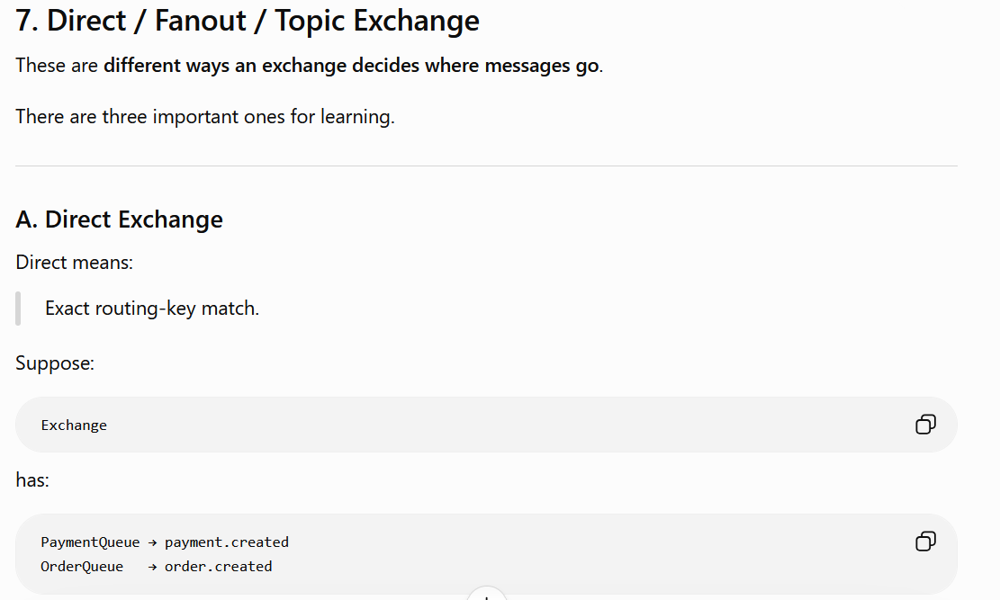 7. Direct / Fanout / Topic Exchange
These are different ways an exchange decides where messages go.
There are three important ones for learning.
A. Direct Exchange
Direct means:
Exact routing-key match.
Suppose:
Exchange
has:
PaymentQueue → payment.created
OrderQueue   → order.created